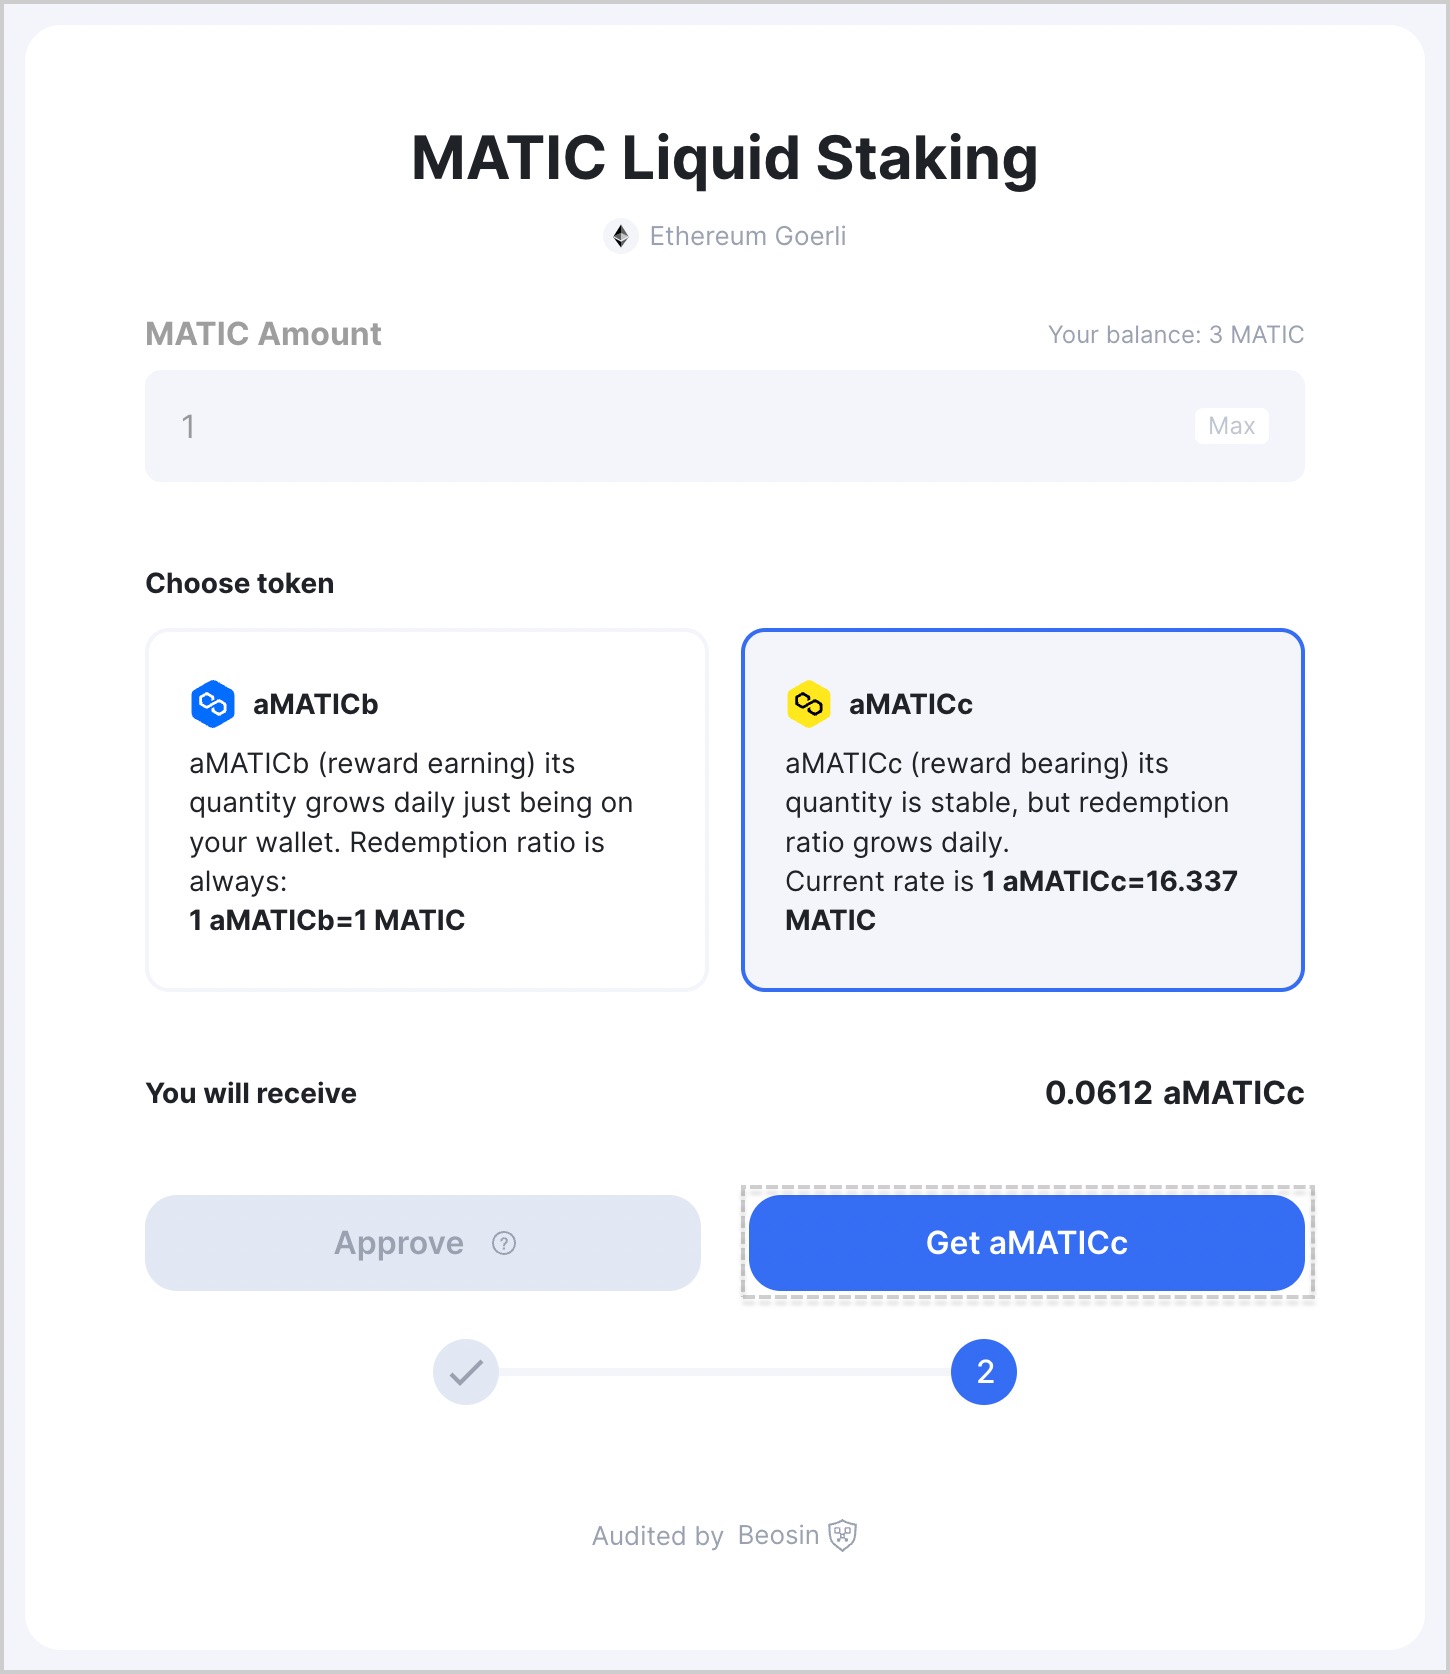 MATIC Liquid Staking
Ethereum Goerli
MATIC Amount
Your balance: 3 MATIC
1
Max
Choose token
aMATICb
aMATICb (reward earning) its
quantity grows daily just being on
your wallet. Redemption ratio is
always:
1 aMATICb=1 MATIC
aMATICc
aMATICc (reward bearing) its
quantity is stable, but redemption
ratio grows daily.
Current rate is 1 aMATICc=16.337
MATIC
You will receive
0.0612 aMATICc
Approve ?
Get aMATICc
2
Audited by Beosin